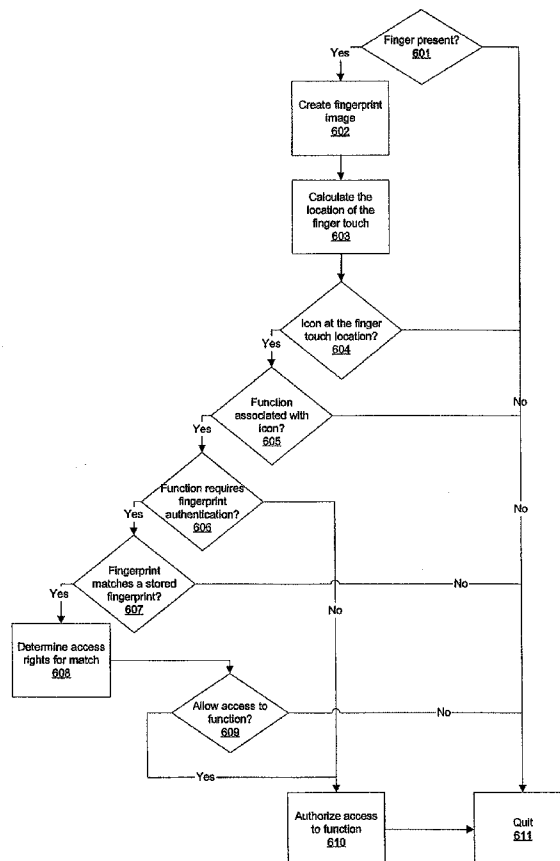 Finger present?
601
Yes
Create fingerprint
image
602
Calculate the
location of the
finger touch
603
Icon at the finger
touch location?
604
Yes
No
Function
associated with
icon?
605
Yes
No
Function requires
fingerprint
authentication?
606
Yes
Fingerprint
matches a stored
fingerprint?
607
No
Yes
No
Determine access
rights for match
608
Allow access to
function?
609
No
Yes
Authorize access
to function
610
Quit
611